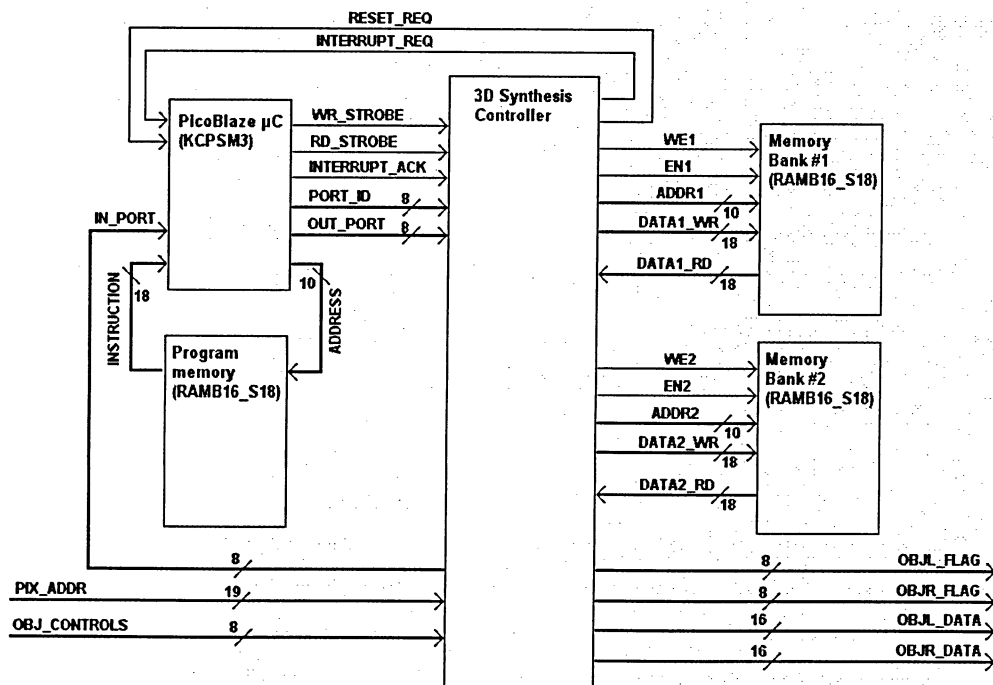 RESET_REQ
INTERRUPT_REQ
PicoBlaze µC
(KCPSM3)
WR_STROBE
RD_STROBE
INTERRUPT_ACK
PORT_ID
8
OUT_PORT
8
IN_PORT
INSTRUCTION
18
10
ADDRESS
Program
memory
(RAMB16_S18)
3D Synthesis
Controller
WE1
EN1
ADDR1
10
DATA1_WR
18
DATA1_RD
18
Memory
Bank #1
(RAMB16_S18)
WE2
EN2
ADDR2
10
DATA2_WR
18
DATA2_RD
18
Memory
Bank #2
(RAMB16_S18)
8
PIX_ADDR
19
OBJ_CONTROLS
8
8
OBJL_FLAG
8
OBJR_FLAG
16
OBJL_DATA
16
OBJR_DATA